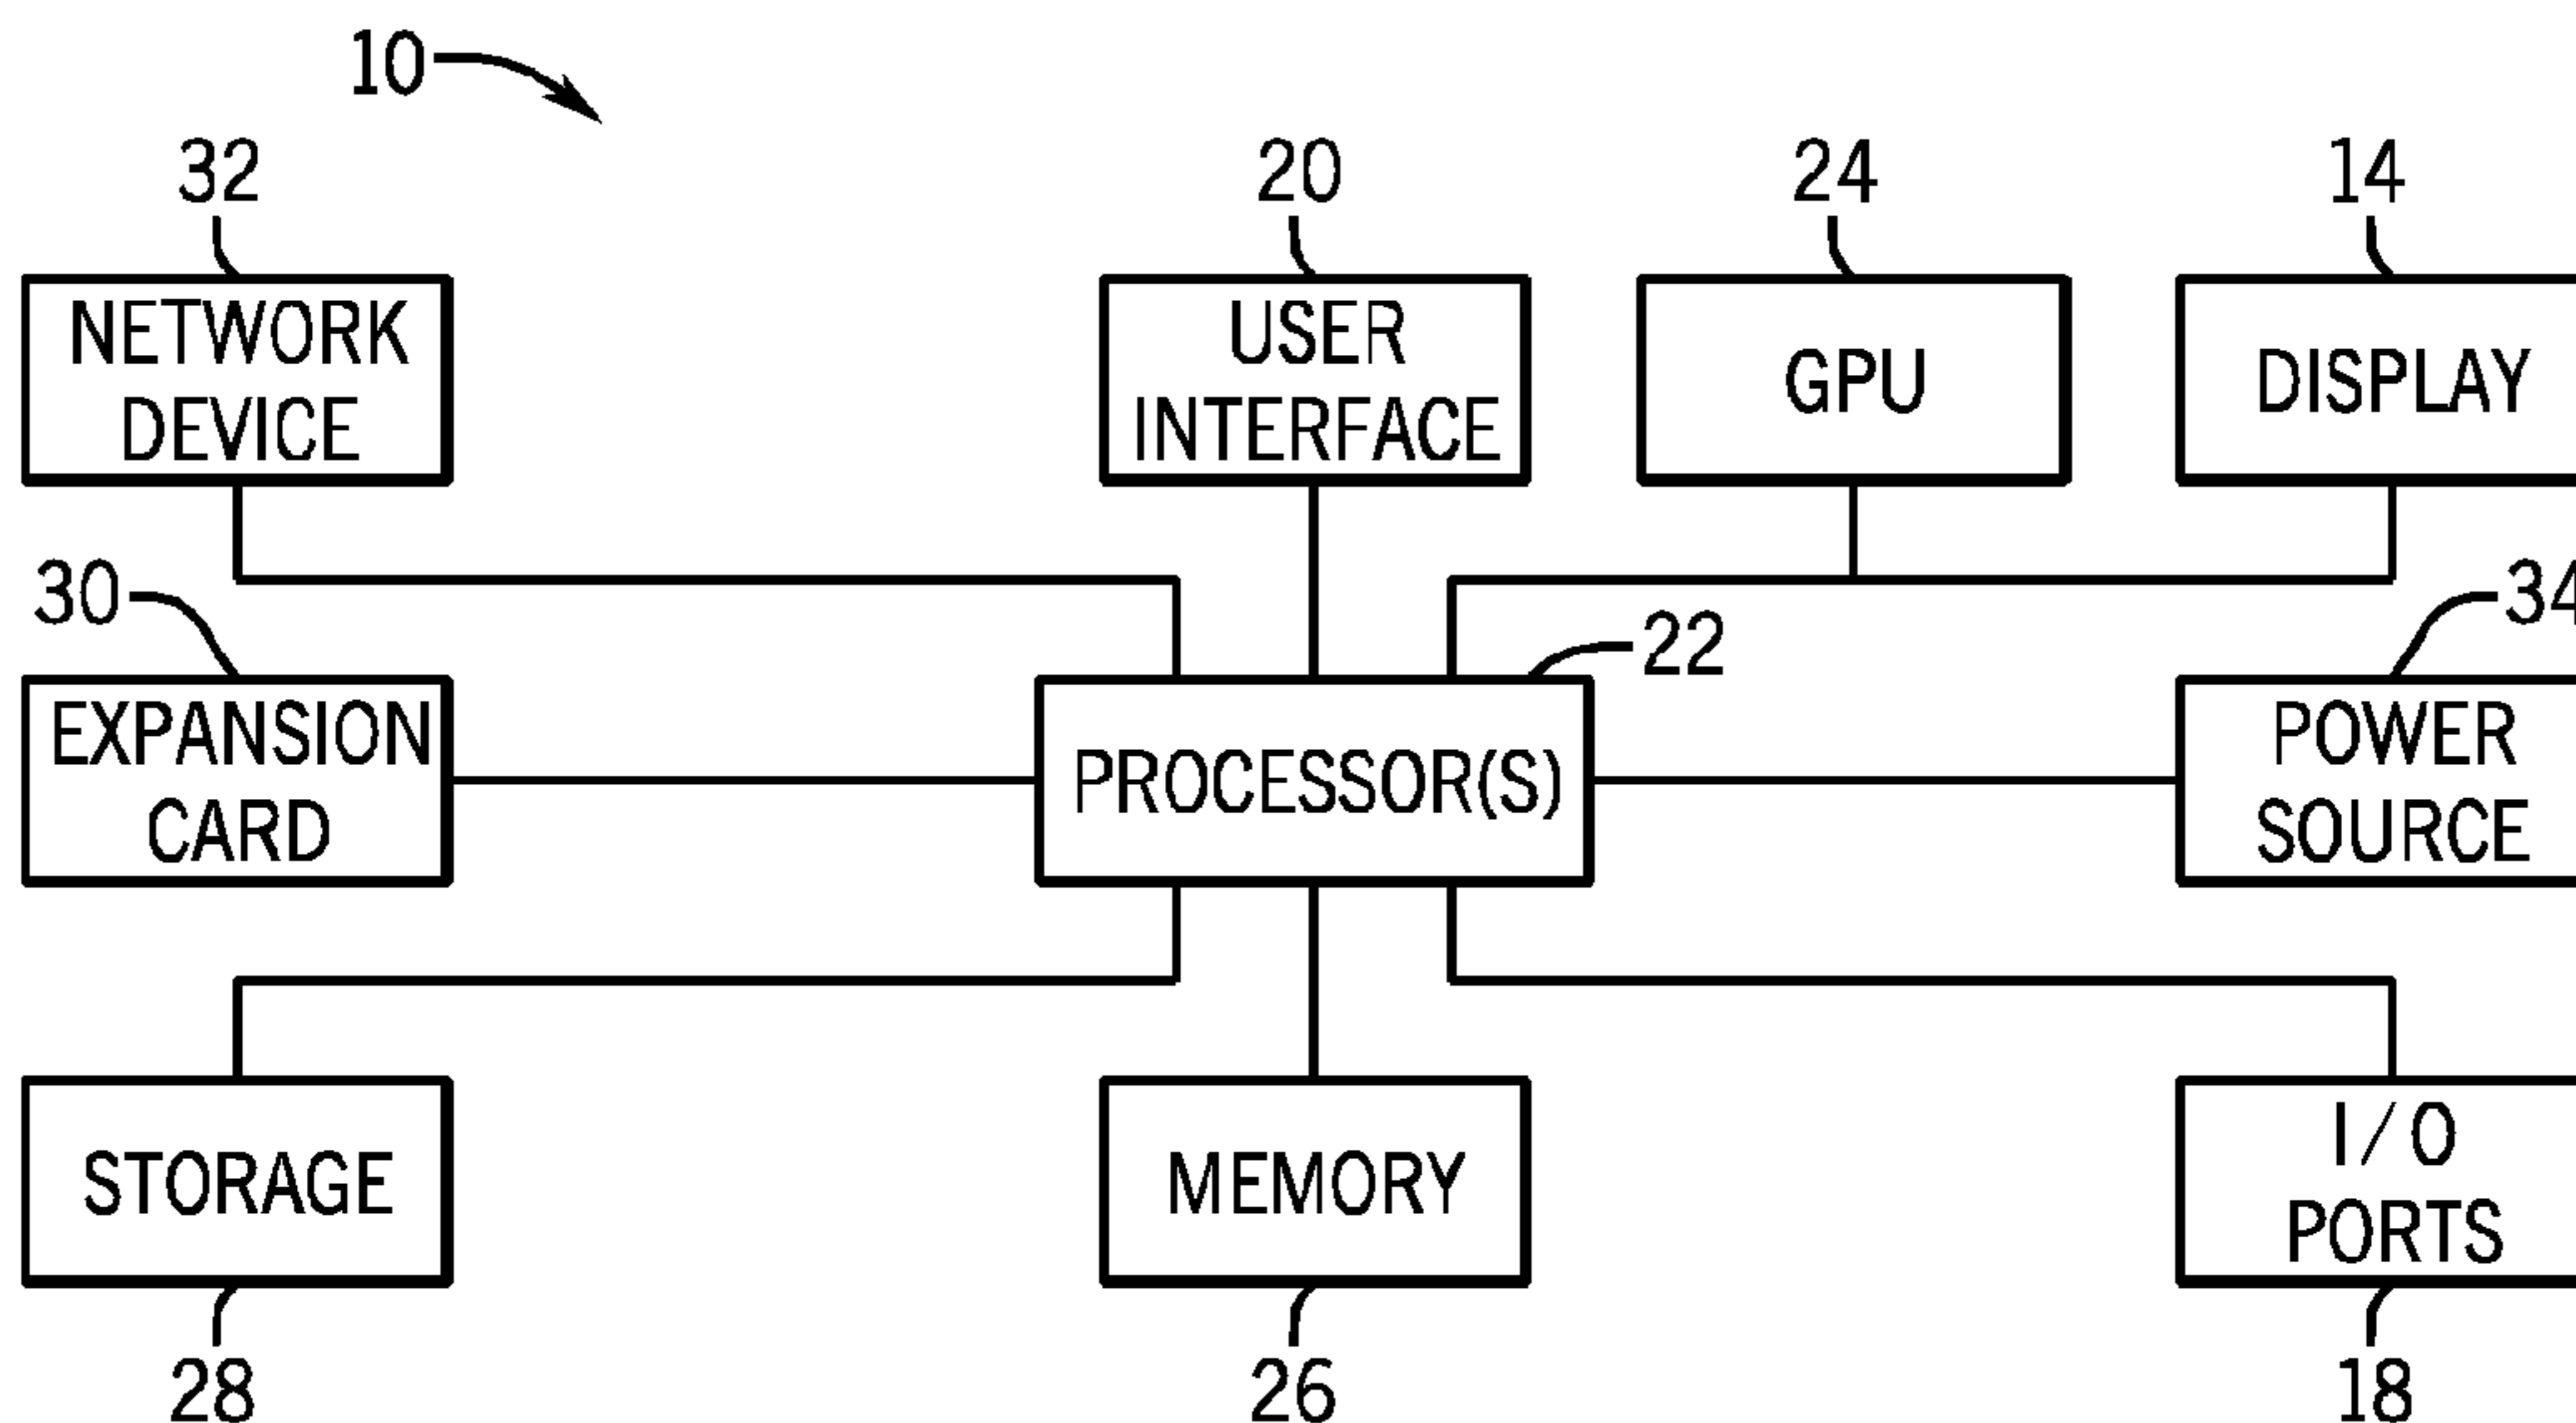 10
32
20
24
14
NETWORK
DEVICE
USER
INTERFACE
GPU
DISPLAY
30
22
34
EXPANSION
CARD
PROCESSOR(S)
POWER
SOURCE
STORAGE
MEMORY
I/O
PORTS
28
26
18